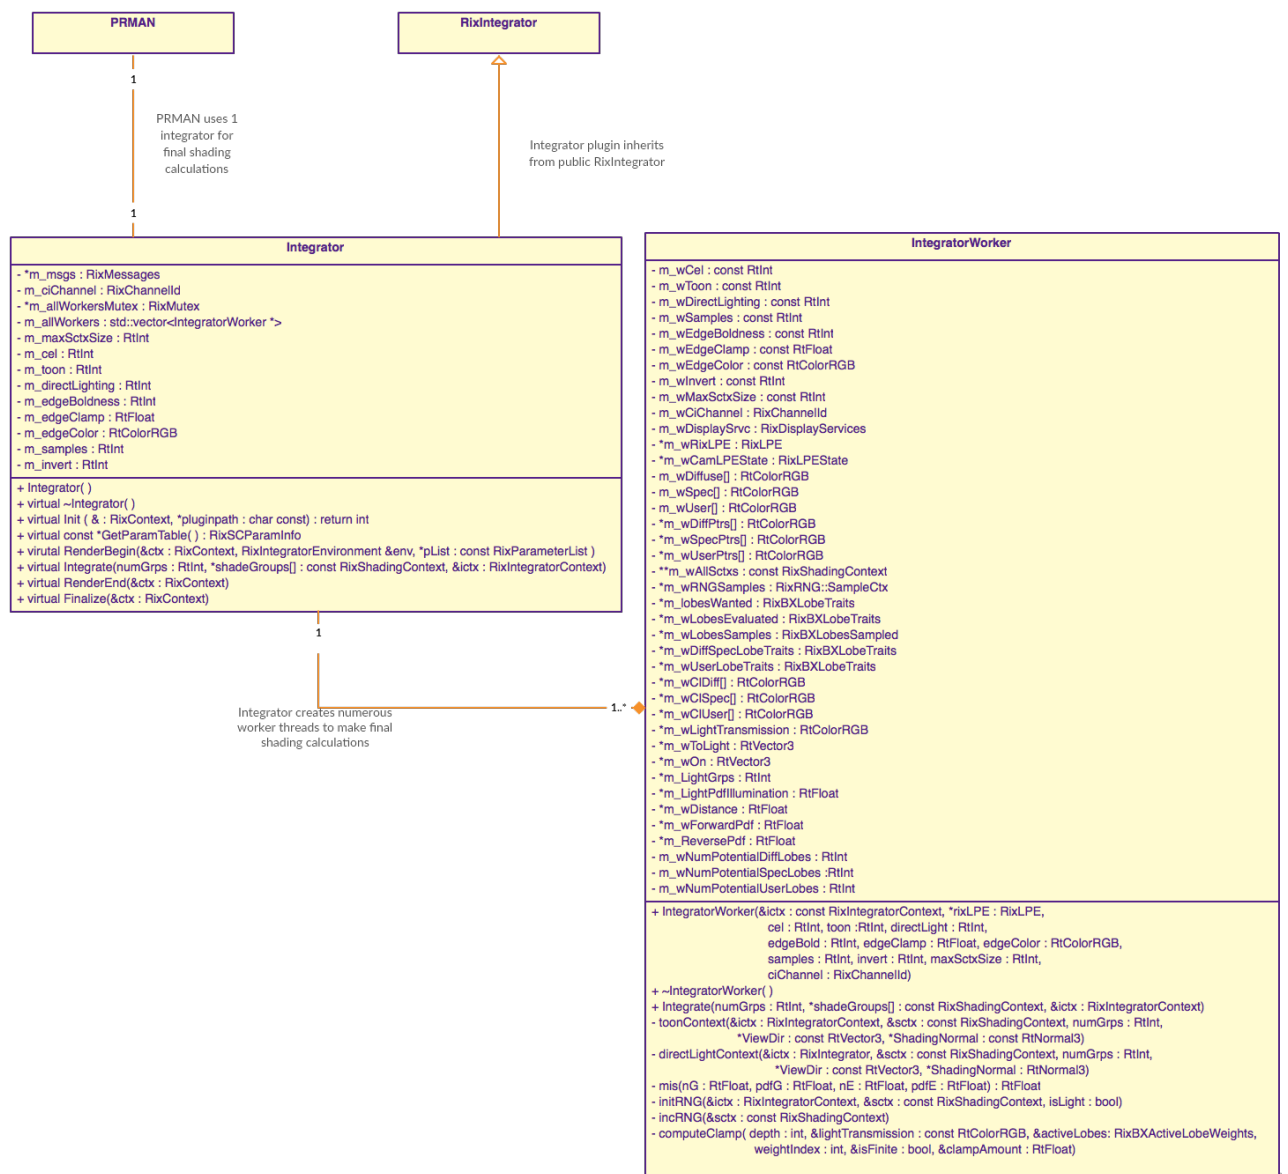 PRMAN
RixIntegrator
1
PRMAN uses 1
integrator for
final shading
calculations
Integrator plugin inherits
from public RixIntegrator
1
Integrator
- *m_msgs : RixMessages
- m_ciChannel : RixChannelId
- *m_allWorkersMutex : RixMutex
- m_allWorkers : std::vector<IntegratorWorker *>
- m_maxSctxSize : RtInt
- m_cel : RtInt
- m_toon : RtInt
- m_directLighting : RtInt
- m_edgeBoldness : RtInt
- m_edgeClamp : RtFloat
- m_edgeColor : RtColorRGB
- m_samples : RtInt
- m_invert : RtInt
+ Integrator( )
+ virtual ~Integrator( )
+ virtual Init ( & : RixContext, *pluginpath : char const) : return int
+ virtual const *GetParamTable( ) : RixSCParamInfo
+ virutal RenderBegin(&ctx : RixContext, RixIntegratorEnvironment &env, *pList : const RixParameterList )
+ virtual Integrate(numGrps : RtInt, *shadeGroups[] : const RixShadingContext, &ictx : RixIntegratorContext)
+ virtual RenderEnd(&ctx : RixContext)
+ virtual Finalize(&ctx : RixContext)
1
Integrator creates numerous
worker threads to make final
shading calculations
1..*
IntegratorWorker
- m_wCel : const RtInt
- m_wToon : const RtInt
- m_wDirectLighting : const RtInt
- m_wSamples : const RtInt
- m_wEdgeBoldness : const RtInt
- m_wEdgeClamp : const RtFloat
- m_wEdgeColor : const RtColorRGB
- m_wInvert : const RtInt
- m_wMaxSctxSize : const RtInt
- m_wCiChannel : RixChannelId
- m_wDisplaySrvc : RixDisplayServices
- *m_wRixLPE : RixLPE
- *m_wCamLPEState : RixLPEState
- m_wDiffuse[] : RtColorRGB
- m_wSpec[] : RtColorRGB
- m_wUser[] : RtColorRGB
- *m_wDiffPtrs[] : RtColorRGB
- *m_wSpecPtrs[] : RtColorRGB
- *m_wUserPtrs[] : RtColorRGB
- **m_wAllSctxs : const RixShadingContext
- *m_wRNGSamples : RixRNG::SampleCtx
- *m_lobesWanted : RixBXLobeTraits
- *m_wLobesEvaluated : RixBXLobeTraits
- *m_wLobesSamples : RixBXLobesSampled
- *m_wDiffSpecLobeTraits : RixBXLobeTraits
- *m_wUserLobeTraits : RixBXLobeTraits
- *m_wClDiff[] : RtColorRGB
- *m_wClSpec[] : RtColorRGB
- *m_wClUser[] : RtColorRGB
- *m_wLightTransmission : RtColorRGB
- *m_wToLight : RtVector3
- *m_wOn : RtVector3
- *m_LightGrps : RtInt
- *m_LightPdfIllumination : RtFloat
- *m_wDistance : RtFloat
- *m_wForwardPdf : RtFloat
- *m_ReversePdf : RtFloat
- m_wNumPotentialDiffLobes : RtInt
- m_wNumPotentialSpecLobes :RtInt
- m_wNumPotentialUserLobes : RtInt
+ IntegratorWorker(&ictx : const RixIntegratorContext, *rixLPE : RixLPE,
cel : RtInt, toon :RtInt, directLight : RtInt,
edgeBold : RtInt, edgeClamp : RtFloat, edgeColor : RtColorRGB,
samples : RtInt, invert : RtInt, maxSctxSize : RtInt,
ciChannel : RixChannelId)
+ ~IntegratorWorker( )
+ Integrate(numGrps : RtInt, *shadeGroups[] : const RixShadingContext, &ictx : RixIntegratorContext)
- toonContext(&ictx : RixIntegratorContext, &sctx : const RixShadingContext, numGrps : RtInt,
*ViewDir : const RtVector3, *ShadingNormal : const RtNormal3)
- directLightContext(&ictx : RixIntegrator, &sctx : const RixShadingContext, numGrps : RtInt,
*ViewDir : const RtVector3, *ShadingNormal : RtNormal3)
- mis(nG : RtFloat, pdfG : RtFloat, nE : RtFloat, pdfE : RtFloat) : RtFloat
- initRNG(&ictx : RixIntegratorContext, &sctx : const RixShadingContext, isLight : bool)
- incRNG(&sctx : const RixShadingContext)
- computeClamp( depth : int, &lightTransmission : const RtColorRGB, &activeLobes: RixBXActiveLobeWeights,
weightIndex : int, &isFinite : bool, &clampAmount : RtFloat)